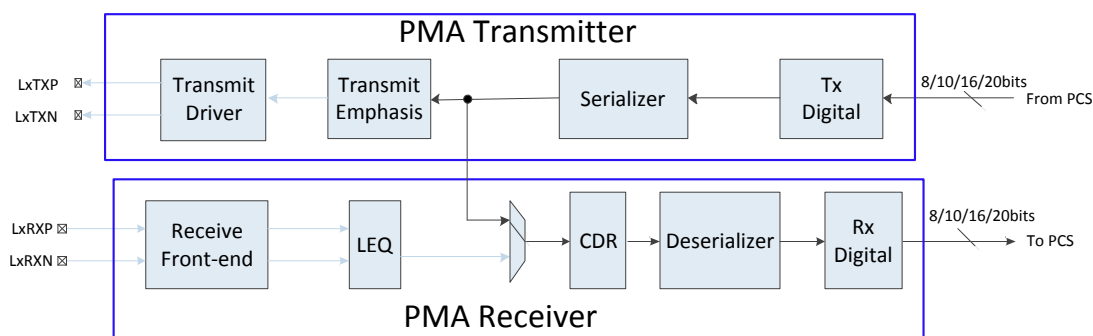 PMA Transmitter
LxTXP
LxTXN
Transmit
Driver
Transmit
Emphasis
Serializer
Tx
Digital
8/10/16/20bits
From PCS
LxRXP
LxRXN
Receive
Front-end
LEQ
CDR
Deserializer
Rx
Digital
8/10/16/20bits
To PCS
PMA Receiver